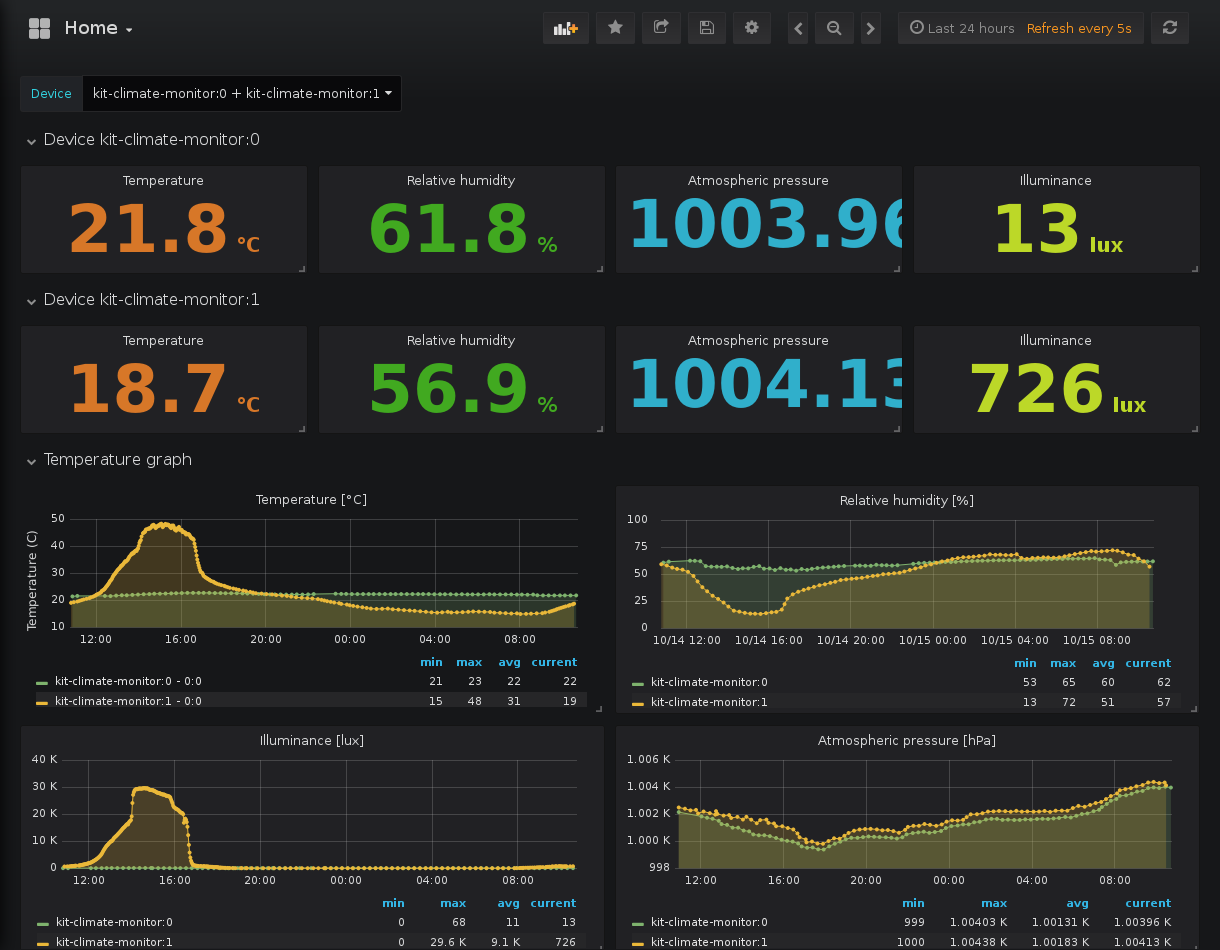 Home
Last 24 hours Refresh every 5s
Device kit-climate-monitor:0 + kit-climate-monitor:1
Device kit-climate-monitor:0
Temperature Relative humidity Atmospheric pressure Illuminance
21.8 °C 61.8 % 1003.96 13 lux
Device kit-climate-monitor:1
Temperature Relative humidity Atmospheric pressure Illuminance
18.7 °C 56.9 % 1004.13 726 lux
Temperature graph
Temperature [°C]
Temperature (C)
50
40
30
20
10
12:00 16:00 20:00 00:00 04:00 08:00
min max avg current
kit-climate-monitor:0 - 0:0 21 23 22 22
kit-climate-monitor:1 - 0:0 15 48 31 19
Relative humidity [%]
100
75
50
25
0
10/14 12:00 10/14 16:00 10/14 20:00 10/15 00:00 10/15 04:00 10/15 08:00
min max avg current
kit-climate-monitor:0 53 65 60 62
kit-climate-monitor:1 13 72 51 57
Illuminance [lux]
40 K
30 K
20 K
10 K
0
12:00 16:00 20:00 00:00 04:00 08:00
min max avg current
kit-climate-monitor:0 0 68 11 13
kit-climate-monitor:1 0 29.6 K 9.1 K 726
Atmospheric pressure [hPa]
1.006 K
1.004 K
1.002 K
1.000 K
998
12:00 16:00 20:00 00:00 04:00 08:00
min max avg current
kit-climate-monitor:0 999 1.00403 K 1.00131 K 1.00396 K
kit-climate-monitor:1 1000 1.00438 K 1.00183 K 1.00413 K